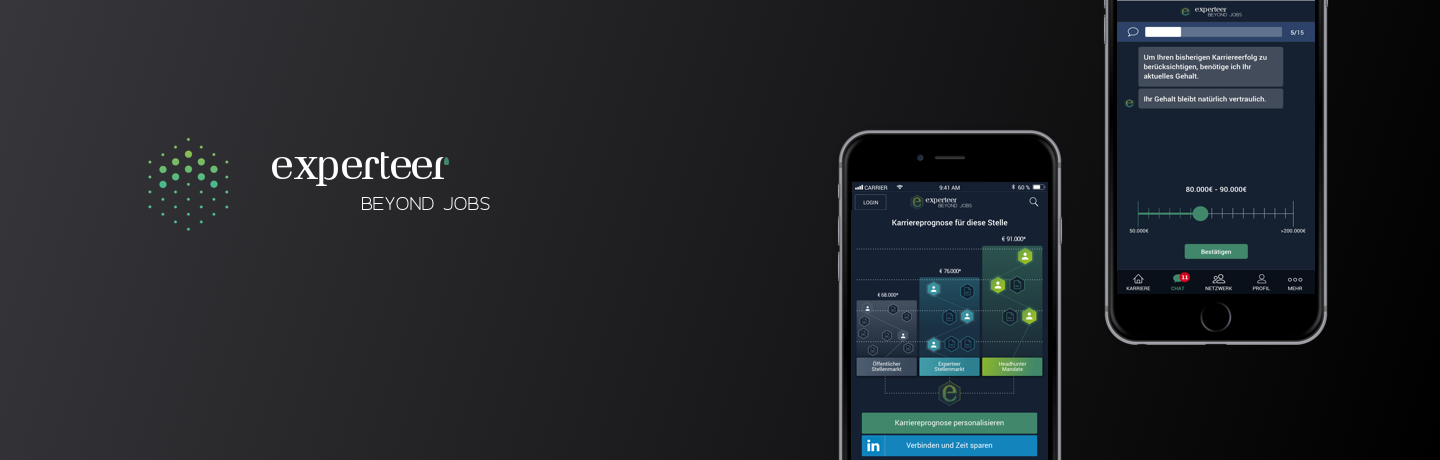 experteer
BEYOND JOBS
CARRIER
9:41 AM
60 %
LOGIN
e experteer
BEYOND JOBS
Karriereprognose für diese Stelle
€ 91.000*
€ 76.000*
€ 68.000*
Öffentlicher
Stellenmarkt
Experteer
Stellenmarkt
Headhunter
Mandate
e
Karriereprognose personalisieren
in
Verbinden und Zeit sparen
e experteer
BEYOND JOBS
5/15
Um Ihren bisherigen Karriereerfolg zu
berücksichtigen, benötige ich Ihr
aktuelles Gehalt.
Ihr Gehalt bleibt natürlich vertraulich.
e
80.000€ - 90.000€
50.000€
>200.000€
Bestätigen
11
KARRIERE
CHAT
NETZWERK
PROFIL
MEHR